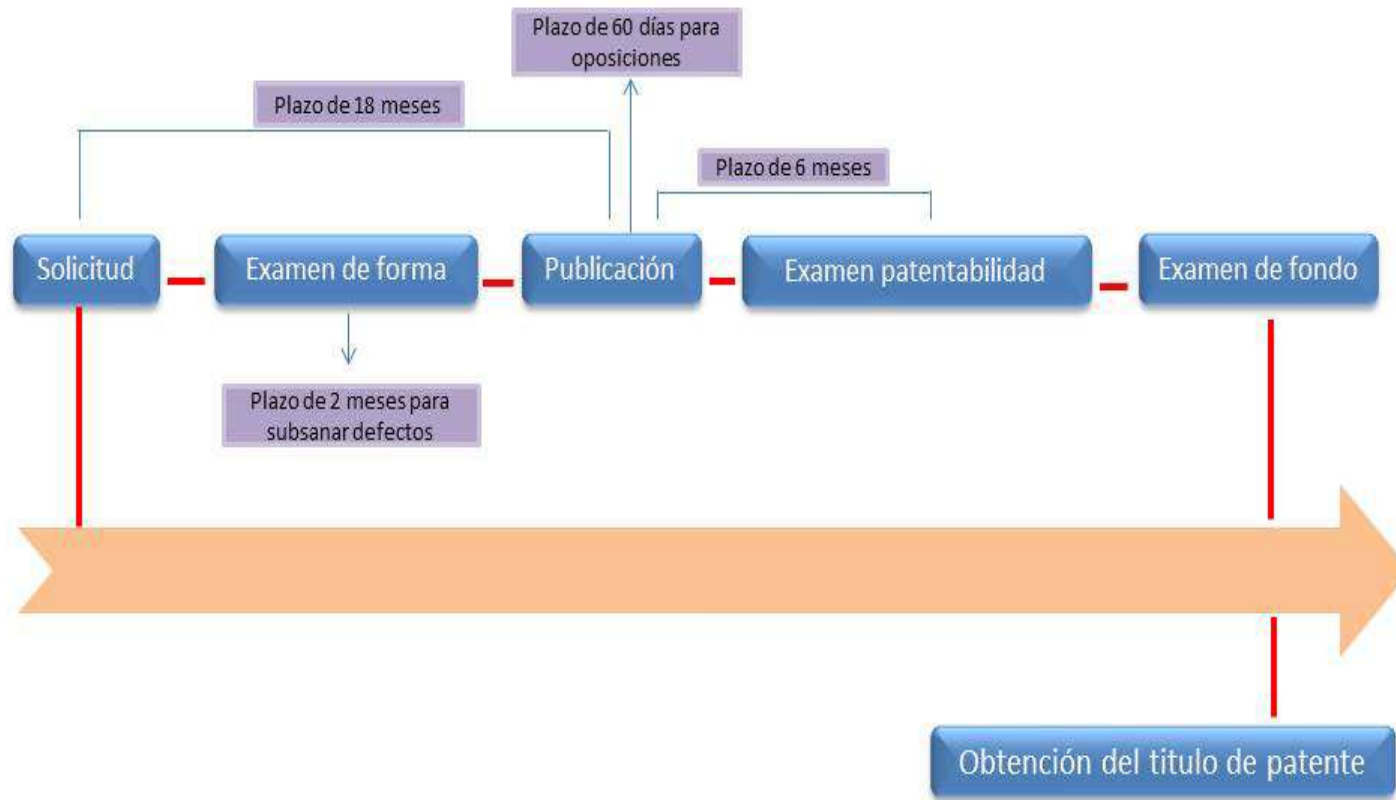 Plazo de 60 días para
oposiciones
Plazo de 18 meses
Plazo de 6 meses
Solicitud
Examen de forma
Publicación
Examen patentabilidad
Examen de fondo
Plazo de 2 meses para
subsanar defectos
Obtención del titulo de patente